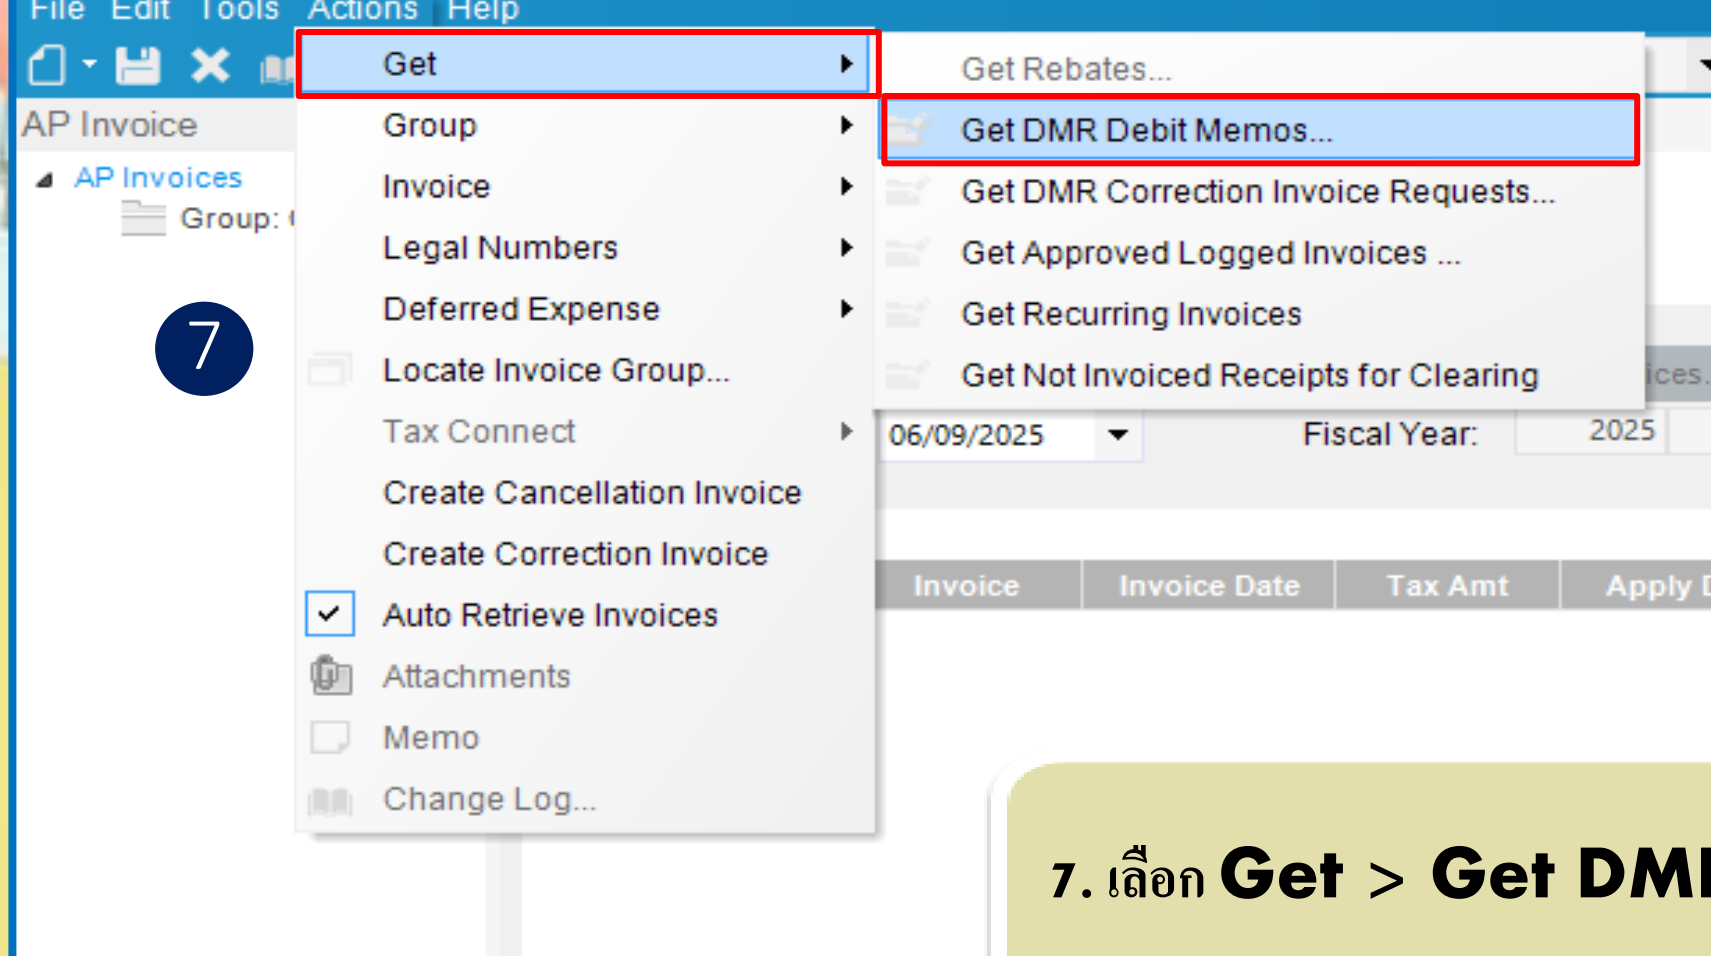 File Edit Tools Actions Help
AP Invoice
AP Invoices
Group:
7
Get
Group
Invoice
Legal Numbers
Deferred Expense
Locate Invoice Group...
Tax Connect
Create Cancellation Invoice
Create Correction Invoice
Auto Retrieve Invoices
Attachments
Memo
Change Log...
Get Rebates...
Get DMR Debit Memos...
Get DMR Correction Invoice Requests...
Get Approved Logged Invoices ...
Get Recurring Invoices
Get Not Invoiced Receipts for Clearing
ices.
06/09/2025 Fiscal Year: 2025
Invoice Invoice Date Tax Amt Apply
7. เลือก Get > Get